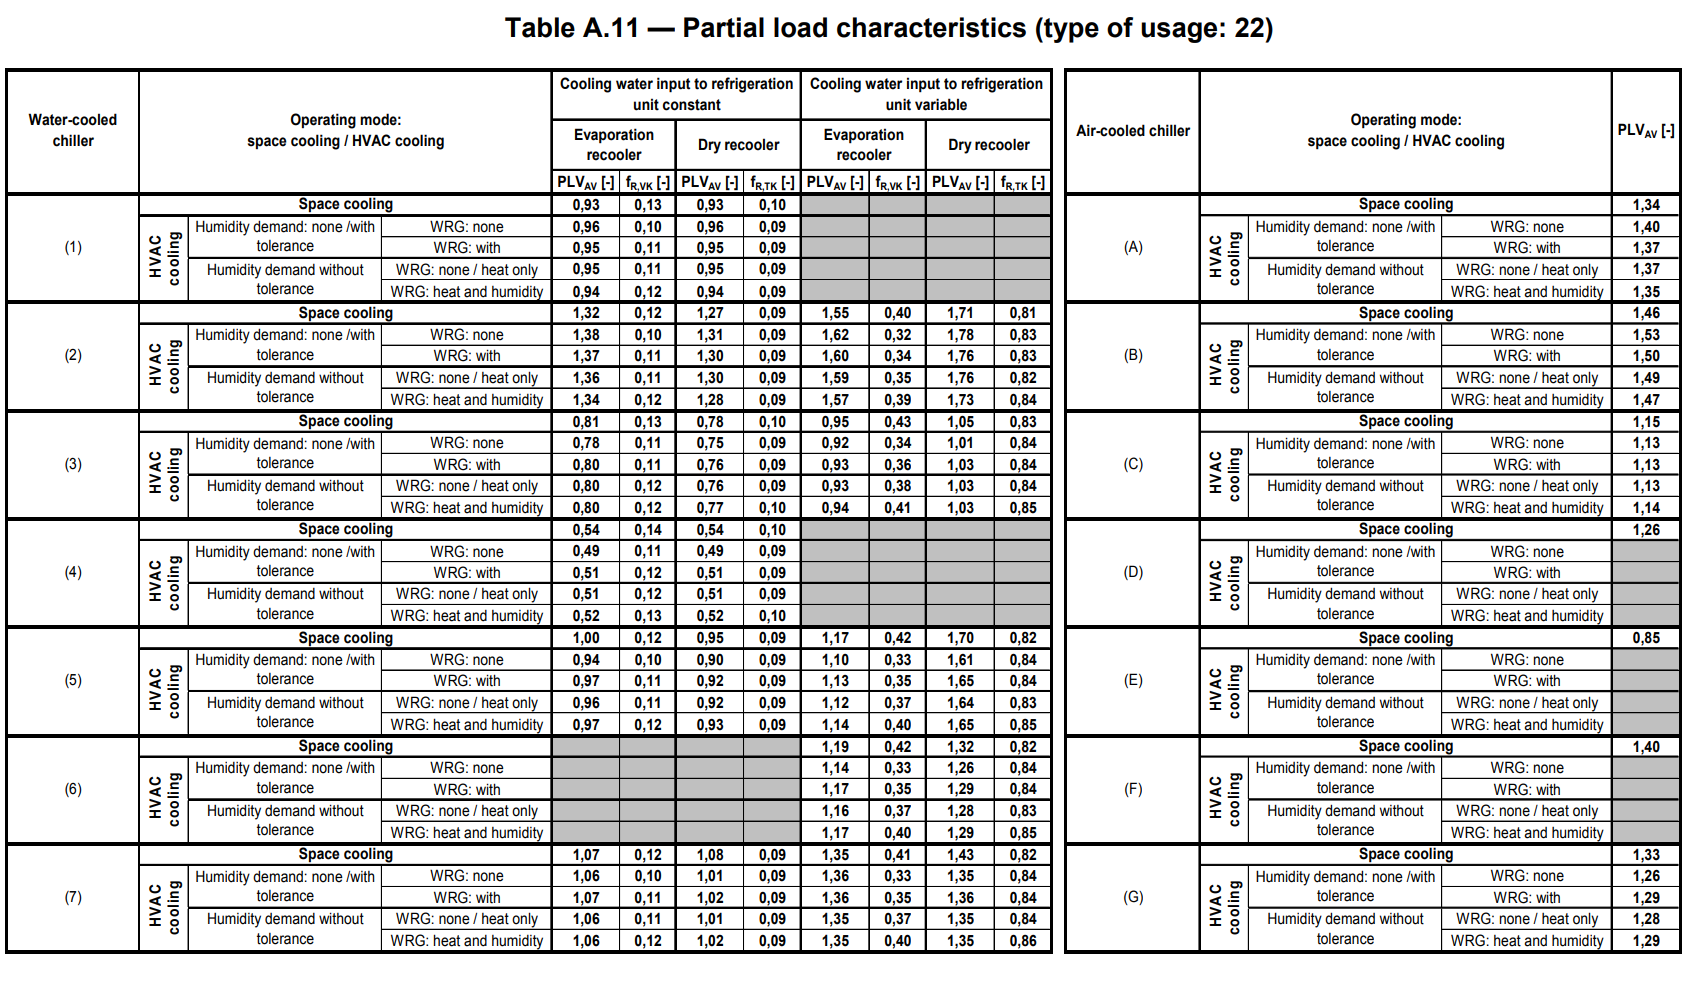 Table A.11 — Partial load characteristics (type of usage: 22)
Water-cooled chiller | Operating mode: space cooling / HVAC cooling | Cooling water input to refrigeration unit constant | Cooling water input to refrigeration unit variable
Evaporation recooler | Dry recooler | Evaporation recooler | Dry recooler
PLVAV [-] | fR,VK [-] | PLVAV [-] | fR,TK [-] | PLVAV [-] | fR,VK [-] | PLVAV [-] | fR,TK [-]
(1)
Space cooling 0,93 0,13 0,93 0,10
HVAC cooling
Humidity demand: none /with tolerance
WRG: none 0,96 0,10 0,96 0,09
WRG: with 0,95 0,11 0,95 0,09
Humidity demand without tolerance
WRG: none / heat only 0,95 0,11 0,95 0,09
WRG: heat and humidity 0,94 0,12 0,94 0,09
(2)
Space cooling 1,32 0,12 1,27 0,09 1,55 0,40 1,71 0,81
HVAC cooling
Humidity demand: none /with tolerance
WRG: none 1,38 0,10 1,31 0,09 1,62 0,32 1,78 0,83
WRG: with 1,37 0,11 1,30 0,09 1,60 0,34 1,76 0,83
Humidity demand without tolerance
WRG: none / heat only 1,36 0,11 1,30 0,09 1,59 0,35 1,76 0,82
WRG: heat and humidity 1,34 0,12 1,28 0,09 1,57 0,39 1,73 0,84
(3)
Space cooling 0,81 0,13 0,78 0,10 0,95 0,43 1,05 0,83
HVAC cooling
Humidity demand: none /with tolerance
WRG: none 0,78 0,11 0,75 0,09 0,92 0,34 1,01 0,84
WRG: with 0,80 0,11 0,76 0,09 0,93 0,36 1,03 0,84
Humidity demand without tolerance
WRG: none / heat only 0,80 0,12 0,76 0,09 0,93 0,38 1,03 0,84
WRG: heat and humidity 0,80 0,12 0,77 0,10 0,94 0,41 1,03 0,85
(4)
Space cooling 0,54 0,14 0,54 0,10
HVAC cooling
Humidity demand: none /with tolerance
WRG: none 0,49 0,11 0,49 0,09
WRG: with 0,51 0,12 0,51 0,09
Humidity demand without tolerance
WRG: none / heat only 0,51 0,12 0,51 0,09
WRG: heat and humidity 0,52 0,13 0,52 0,10
(5)
Space cooling 1,00 0,12 0,95 0,09 1,17 0,42 1,70 0,82
HVAC cooling
Humidity demand: none /with tolerance
WRG: none 0,94 0,10 0,90 0,09 1,10 0,33 1,61 0,84
WRG: with 0,97 0,11 0,92 0,09 1,13 0,35 1,65 0,84
Humidity demand without tolerance
WRG: none / heat only 0,96 0,11 0,92 0,09 1,12 0,37 1,64 0,83
WRG: heat and humidity 0,97 0,12 0,93 0,09 1,14 0,40 1,65 0,85
(6)
Space cooling 1,19 0,42 1,32 0,82
HVAC cooling
Humidity demand: none /with tolerance
WRG: none 1,14 0,33 1,26 0,84
WRG: with 1,17 0,35 1,29 0,84
Humidity demand without tolerance
WRG: none / heat only 1,16 0,37 1,28 0,83
WRG: heat and humidity 1,17 0,40 1,29 0,85
(7)
Space cooling 1,07 0,12 1,08 0,09 1,35 0,41 1,43 0,82
HVAC cooling
Humidity demand: none /with tolerance
WRG: none 1,06 0,10 1,01 0,09 1,36 0,33 1,35 0,84
WRG: with 1,07 0,11 1,02 0,09 1,36 0,35 1,36 0,84
Humidity demand without tolerance
WRG: none / heat only 1,06 0,11 1,01 0,09 1,35 0,37 1,35 0,84
WRG: heat and humidity 1,06 0,12 1,02 0,09 1,35 0,40 1,35 0,86
Air-cooled chiller | Operating mode: space cooling / HVAC cooling | PLVAV [-]
(A)
Space cooling 1,34
HVAC cooling
Humidity demand: none /with tolerance
WRG: none 1,40
WRG: with 1,37
Humidity demand without tolerance
WRG: none / heat only 1,37
WRG: heat and humidity 1,35
(B)
Space cooling 1,46
HVAC cooling
Humidity demand: none /with tolerance
WRG: none 1,53
WRG: with 1,50
Humidity demand without tolerance
WRG: none / heat only 1,49
WRG: heat and humidity 1,47
(C)
Space cooling 1,15
HVAC cooling
Humidity demand: none /with tolerance
WRG: none 1,13
WRG: with 1,13
Humidity demand without tolerance
WRG: none / heat only 1,13
WRG: heat and humidity 1,14
(D)
Space cooling 1,26
HVAC cooling
Humidity demand: none /with tolerance
WRG: none
WRG: with
Humidity demand without tolerance
WRG: none / heat only
WRG: heat and humidity
(E)
Space cooling 0,85
HVAC cooling
Humidity demand: none /with tolerance
WRG: none
WRG: with
Humidity demand without tolerance
WRG: none / heat only
WRG: heat and humidity
(F)
Space cooling 1,40
HVAC cooling
Humidity demand: none /with tolerance
WRG: none
WRG: with
Humidity demand without tolerance
WRG: none / heat only
WRG: heat and humidity
(G)
Space cooling 1,33
HVAC cooling
Humidity demand: none /with tolerance
WRG: none 1,26
WRG: with 1,29
Humidity demand without tolerance
WRG: none / heat only 1,28
WRG: heat and humidity 1,29